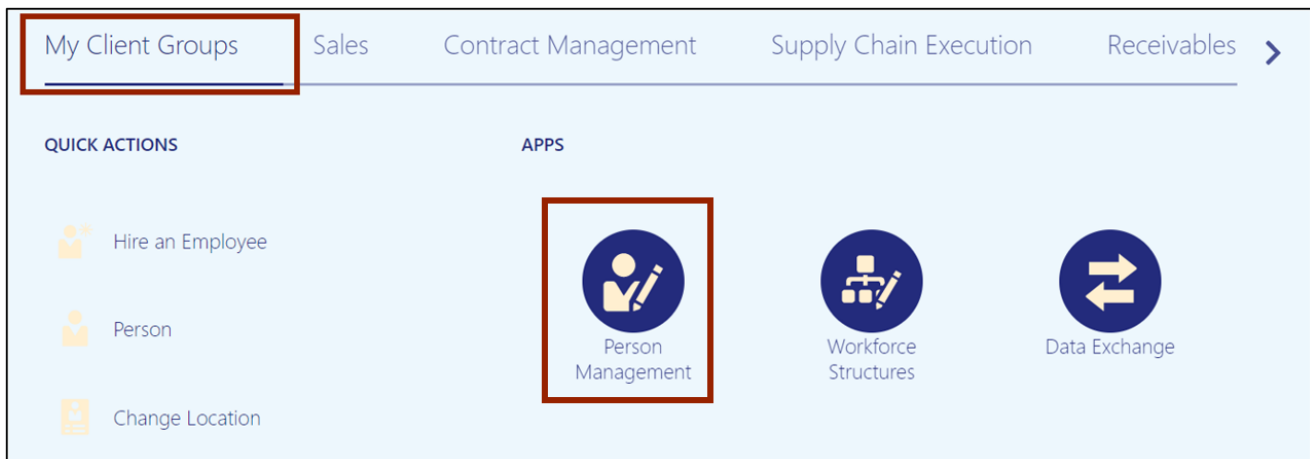 My Client Groups Sales Contract Management Supply Chain Execution Receivables
QUICK ACTIONS
Hire an Employee
Person
Change Location
APPS
Person
Management
Workforce
Structures
Data Exchange